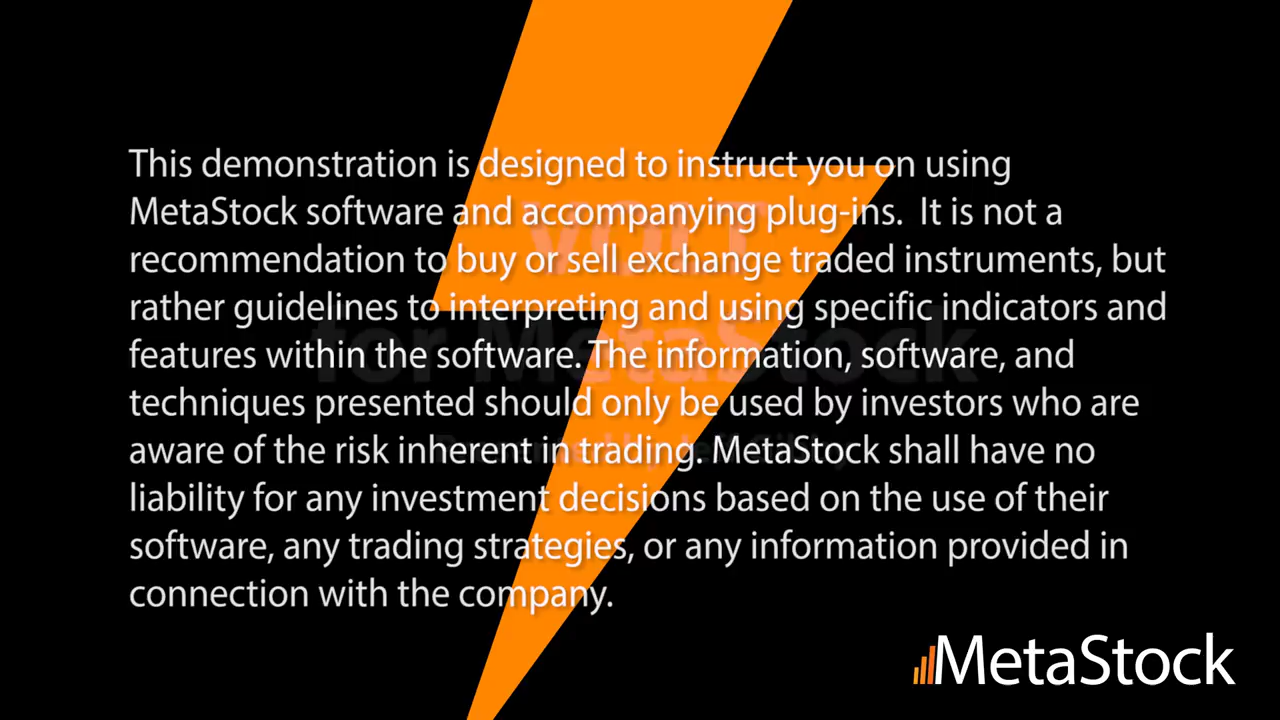 This demonstration is designed to instruct you on using
MetaStock software and accompanying plug-ins.  It is not a
recommendation to buy or sell exchange traded instruments, but
rather guidelines to interpreting and using specific indicators and
features within the software. The information, software, and
techniques presented should only be used by investors who are
aware of the risk inherent in trading. MetaStock shall have no
liability for any investment decisions based on the use of their
software, any trading strategies, or any information provided in
connection with the company.
VOLT
for MetaStock
MetaStock